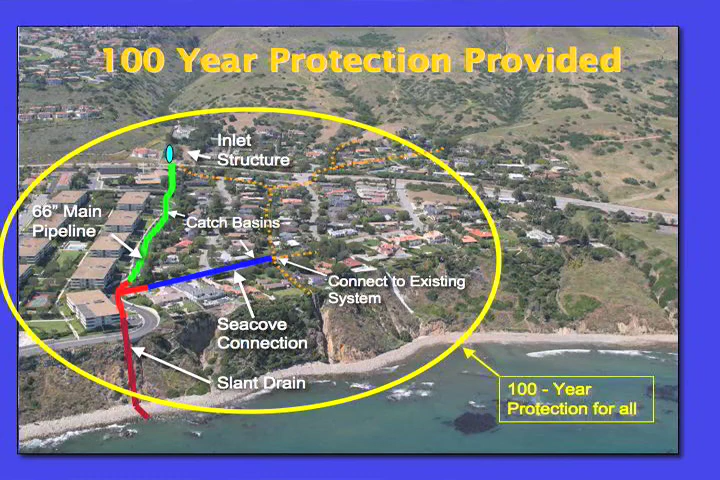 100 Year Protection Provided
Inlet
Structure
66" Main
Pipeline
Catch Basins
Connect to Existing
System
Seacove
Connection
Slant Drain
100 - Year
Protection for all